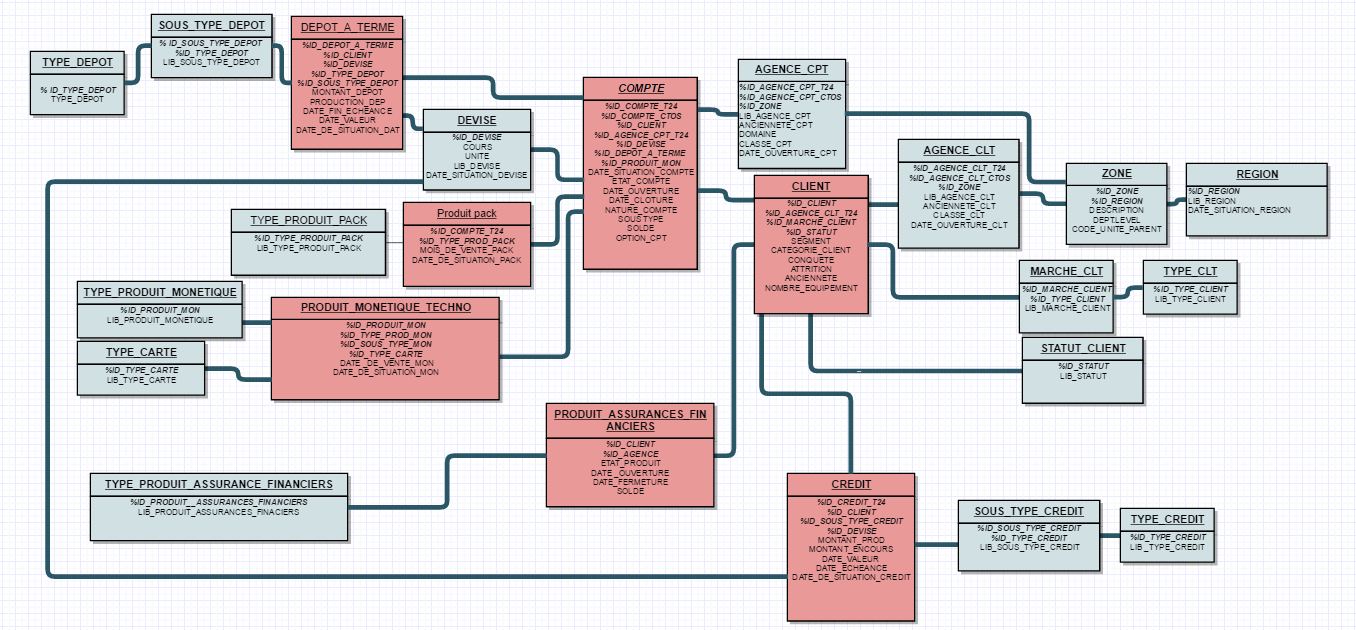 SOUS_TYPE_DEPOT
% ID_SOUS_TYPE_DEPOT
%ID_TYPE_DEPOT
LIB_SOUS_TYPE_DEPOT
TYPE_DEPOT
% ID_TYPE_DEPOT
TYPE_DEPOT
DEPOT_A_TERME
%ID_DEPOT_A_TERME
%ID_CLIENT
%ID_DEVISE
%ID_TYPE_DEPOT
%ID_SOUS_TYPE_DEPOT
MONTANT_DEPOT
PRODUCTION_DEP
DATE_FIN_ECHEANCE
DATE_VALEUR
DATE_DE_SITUATION_DAT
DEVISE
%ID_DEVISE
COURS
UNITE
LIB_DEVISE
DATE_SITUATION_DEVISE
COMPTE
%ID_COMPTE_T24
%ID_COMPTE_CTOS
%ID_CLIENT
%ID_AGENCE_CPT_T24
%ID_DEVISE
%ID_DEPOT_A_TERME
%ID_PRODUIT_MON
DATE_SITUATION_COMPTE
ETAT_COMPTE
DATE_OUVERTURE
DATE_CLOTURE
NATURE_COMPTE
SOUSTYPE
SOLDE
OPTION_CPT
AGENCE_CPT
%ID_AGENCE_CPT_T24
%ID_AGENCE_CPT_CTOS
%ID_ZONE
LIB_AGENCE_CPT
ANCIENNETE_CPT
DOMAINE
CLASSE_CPT
DATE_OUVERTURE_CPT
AGENCE_CLT
%ID_AGENCE_CLT_T24
%ID_AGENCE_CLT_CTOS
%ID_ZONE
LIB_AGENCE_CLT
ANCIENNETE_CLT
CLASSE_CLT
DATE_OUVERTURE_CLT
ZONE
%ID_ZONE
%ID_REGION
DESCRIPTION
DEPTLEVEL
CODE_UNITE_PARENT
REGION
%ID_REGION
LIB_REGION
DATE_SITUATION_REGION
CLIENT
%ID_CLIENT
%ID_AGENCE_CLT_T24
%ID_MARCHE_CLIENT
%ID_STATUT
SEGMENT
CATEGORIE_CLIENT
CONQUETE
ATTRITION
ANCIENNETE
NOMBRE_EQUIPEMENT
TYPE_PRODUIT_PACK
%ID_TYPE_PRODUIT_PACK
LIB_TYPE_PRODUIT_PACK
Produit pack
%ID_COMPTE_T24
%ID_TYPE_PROD_PACK
MOIS_DE_VENTE_PACK
DATE_DE_SITUATION_PACK
TYPE_PRODUIT_MONETIQUE
%ID_PRODUIT_MON
LIB_PRODUIT_MONETIQUE
PRODUIT_MONETIQUE_TECHNO
%ID_PRODUIT_MON
%ID_TYPE_PROD_MON
%ID_SOUS_TYPE_MON
%ID_TYPE_CARTE
DATE_DE_VENTE_MON
DATE_DE_SITUATION_MON
TYPE_CARTE
%ID_TYPE_CARTE
LIB_TYPE_CARTE
MARCHE_CLT
%ID_MARCHE_CLIENT
%ID_TYPE_CLIENT
LIB_MARCHE_CLIENT
TYPE_CLT
%ID_TYPE_CLIENT
LIB_TYPE_CLIENT
STATUT_CLIENT
%ID_STATUT
LIB_STATUT
PRODUIT_ASSURANCES_FIN
ANCIERS
%ID_CLIENT
%ID_AGENCE
ETAT_PRODUIT
DATE_OUVERTURE
DATE_FERMETURE
SOLDE
TYPE_PRODUIT_ASSURANCE_FINANCIERS
%ID_PRODUIT__ASSURANCES_FINANCIERS
LIB_PRODUIT_ASSURANCES_FINACIERS
CREDIT
%ID_CREDIT_T24
%ID_CLIENT
%ID_SOUS_TYPE_CREDIT
%ID_DEVISE
MONTANT_PROD
MONTANT_ENCOURS
DATE_VALEUR
DATE_ECHEANCE
DATE_DE_SITUATION_CREDIT
SOUS_TYPE_CREDIT
%ID_SOUS_TYPE_CREDIT
%ID_TYPE_CREDIT
LIB_SOUS_TYPE_CREDIT
TYPE_CREDIT
%ID_TYPE_CREDIT
LIB_TYPE_CREDIT